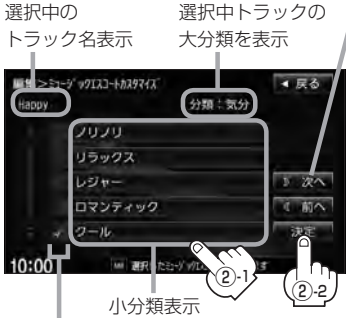 選択中の
トラック名表示
選択中トラックの
大分類を表示
編集＞ミュージックエスコートカスタマイズ
◀ 戻る
Happy
分類：気分
ノリノリ
リラックス
レジャー
ロマンティック
クール
次へ
前へ
決定
10:00
②-1
②-2
小分類表示